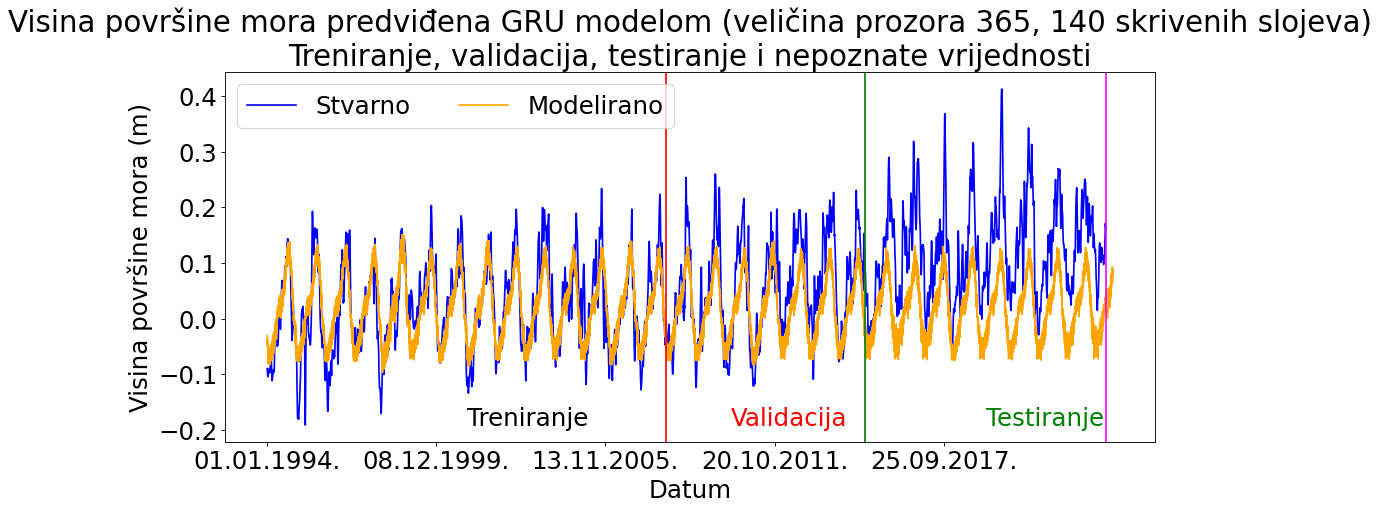 Visina površine mora predviđena GRU modelom (veličina prozora 365, 140 skrivenih slojeva)
Treniranje, validacija, testiranje i nepoznate vrijednosti
Stvarno Modelirano
Visina površine mora (m)
0.4
0.3
0.2
0.1
0.0
−0.1
−0.2
Treniranje Validacija Testiranje
01.01.1994. 08.12.1999. 13.11.2005. 20.10.2011. 25.09.2017.
Datum